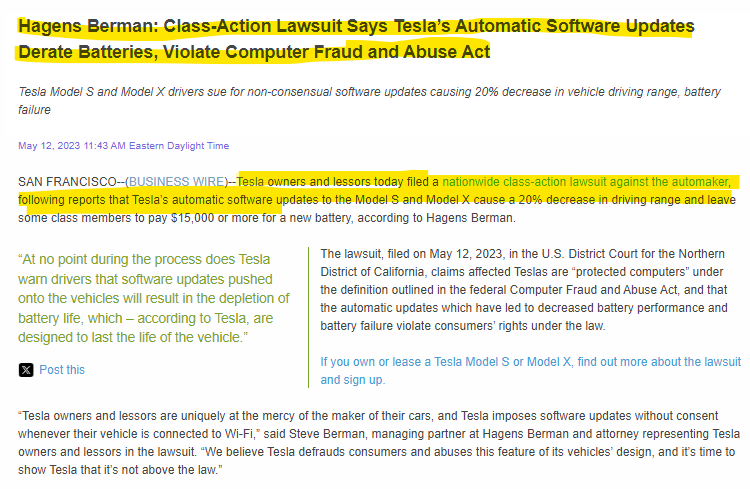 Hagens Berman: Class-Action Lawsuit Says Tesla’s Automatic Software Updates
Derate Batteries, Violate Computer Fraud and Abuse Act
Tesla Model S and Model X drivers sue for non-consensual software updates causing 20% decrease in vehicle driving range, battery
failure
May 12, 2023 11:43 AM Eastern Daylight Time
SAN FRANCISCO--(BUSINESS WIRE)--Tesla owners and lessors today filed a nationwide class-action lawsuit against the automaker,
following reports that Tesla’s automatic software updates to the Model S and Model X cause a 20% decrease in driving range and leave
some class members to pay $15,000 or more for a new battery, according to Hagens Berman.
“At no point during the process does Tesla
warn drivers that software updates pushed
onto the vehicles will result in the depletion of
battery life, which – according to Tesla, are
designed to last the life of the vehicle.”
Post this
The lawsuit, filed on May 12, 2023, in the U.S. District Court for the Northern
District of California, claims affected Teslas are “protected computers” under
the definition outlined in the federal Computer Fraud and Abuse Act, and that
the automatic updates which have led to decreased battery performance and
battery failure violate consumers’ rights under the law.
If you own or lease a Tesla Model S or Model X, find out more about the lawsuit
and sign up.
“Tesla owners and lessors are uniquely at the mercy of the maker of their cars, and Tesla imposes software updates without consent
whenever their vehicle is connected to Wi-Fi,” said Steve Berman, managing partner at Hagens Berman and attorney representing Tesla
owners and lessors in the lawsuit. “We believe Tesla defrauds consumers and abuses this feature of its vehicles’ design, and it’s time to
show Tesla that it’s not above the law.”